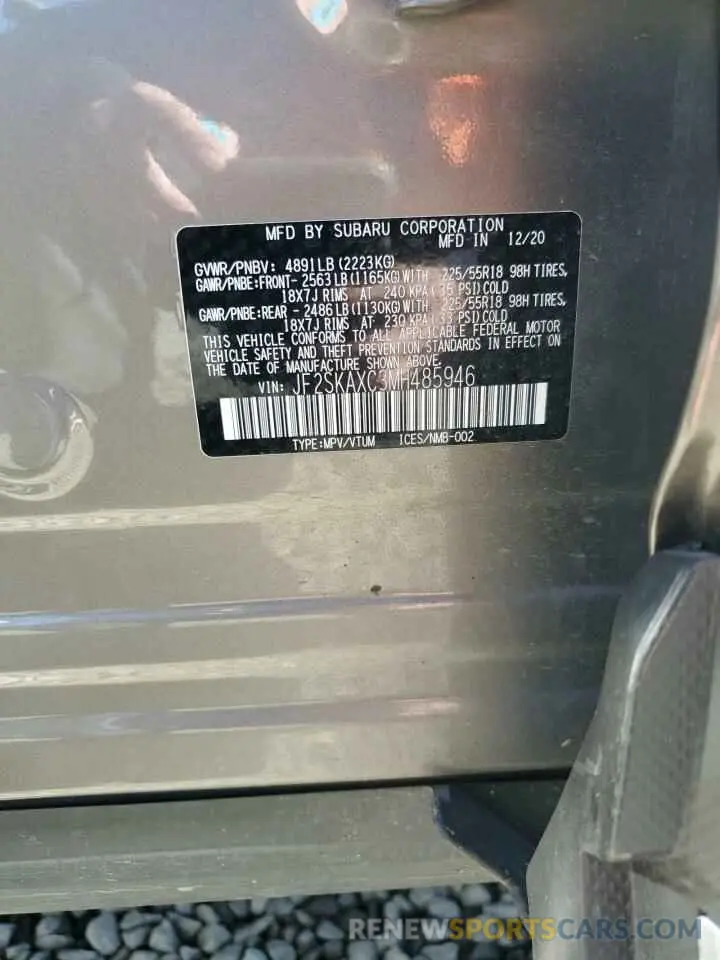 MFD BY SUBARU CORPORATION
MFD IN 12/20
GVWR/PNBV: 4891LB(2223KG)
GAWR/PNBE:FRONT- 2563LB(1165KG)WITH 225/55R18 98H TIRES,
18X7J RIMS AT 240 KPA(35 PSI)COLD
GAWR/PNBE:REAR - 2486LB(1130KG)WITH 225/55R18 98H TIRES,
18X7J RIMS AT 230 KPA(33 PSI)COLD
THIS VEHICLE CONFORMS TO ALL APPLICABLE FEDERAL MOTOR
VEHICLE SAFETY AND THEFT PREVENTION STANDARDS IN EFFECT ON
THE DATE OF MANUFACTURE SHOWN ABOVE.
VIN: JF2SKAXC3MH485946
TYPE:MPV/VTUM ICES/NMB-002
RENEWSPORTSCARS.COM